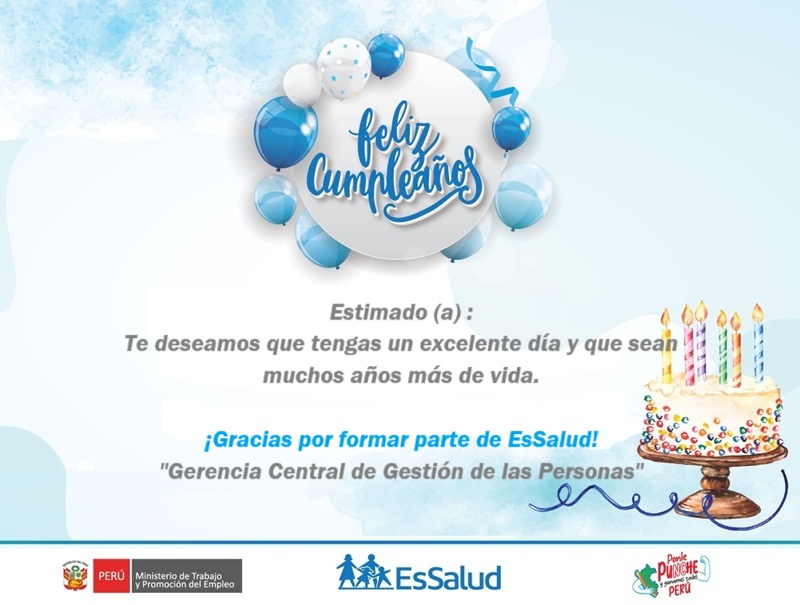 feliz
Cumpleaños
Estimado (a) :
Te deseamos que tengas un excelente día y que sean
muchos años más de vida.
¡Gracias por formar parte de EsSalud!
"Gerencia Central de Gestión de las Personas"
PERÚ
Ministerio de Trabajo
y Promoción del Empleo
EsSalud
Ponle
PUNCHE
y ganamos todos
PERÚ